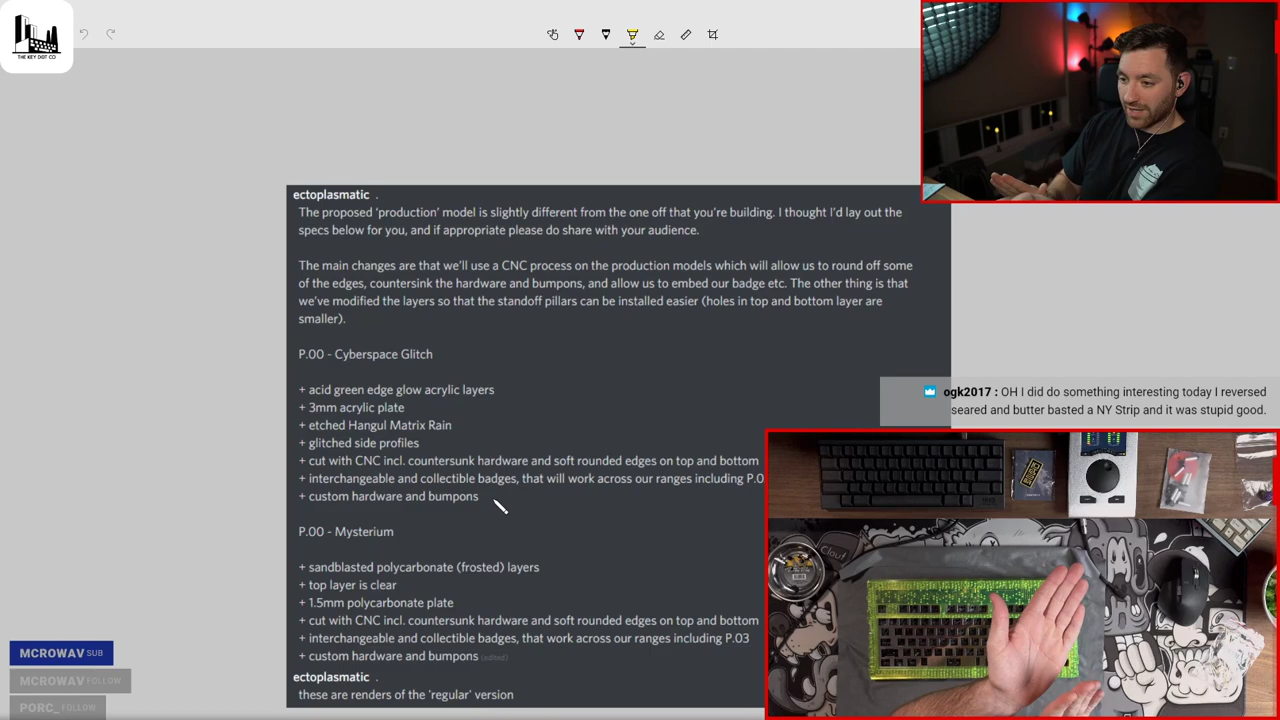 THE KEY DOT CO
ectoplasmatic .
The proposed 'production' model is slightly different from the one off that you're building. I thought I'd lay out the
specs below for you, and if appropriate please do share with your audience.
The main changes are that we'll use a CNC process on the production models which will allow us to round off some
of the edges, countersink the hardware and bumpons, and allow us to embed our badge etc. The other thing is that
we've modified the layers so that the standoff pillars can be installed easier (holes in top and bottom layer are
smaller).
P.00 - Cyberspace Glitch
+ acid green edge glow acrylic layers
+ 3mm acrylic plate
+ etched Hangul Matrix Rain
+ glitched side profiles
+ cut with CNC incl. countersunk hardware and soft rounded edges on top and bottom
+ interchangeable and collectible badges, that will work across our ranges including P.0
+ custom hardware and bumpons
P.00 - Mysterium
+ sandblasted polycarbonate (frosted) layers
+ top layer is clear
+ 1.5mm polycarbonate plate
+ cut with CNC incl. countersunk hardware and soft rounded edges on top and bottom
+ interchangeable and collectible badges, that work across our ranges including P.03
+ custom hardware and bumpons (edited)
ectoplasmatic .
these are renders of the 'regular' version
ogk2017 : OH I did do something interesting today I reversed
seared and butter basted a NY Strip and it was stupid good.
Clout
MCROWAV SUB
MCROWAV FOLLOW
PORC_ FOLLOW